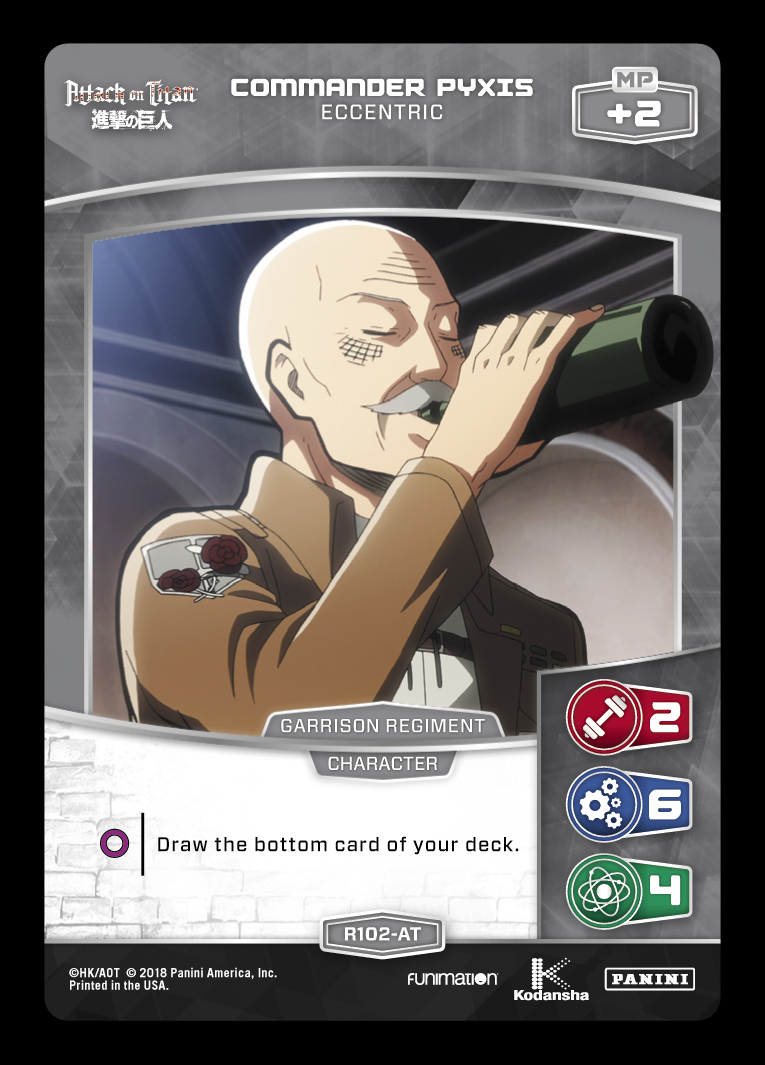 Attack on Titan
進撃の巨人
COMMANDER PYXIS
ECCENTRIC
MP
+2
GARRISON REGIMENT
CHARACTER
2
6
4
Draw the bottom card of your deck.
R102-AT
©HK/AOT © 2018 Panini America, Inc.
Printed in the USA.
FUNIMATION
K
Kodansha
PANINI